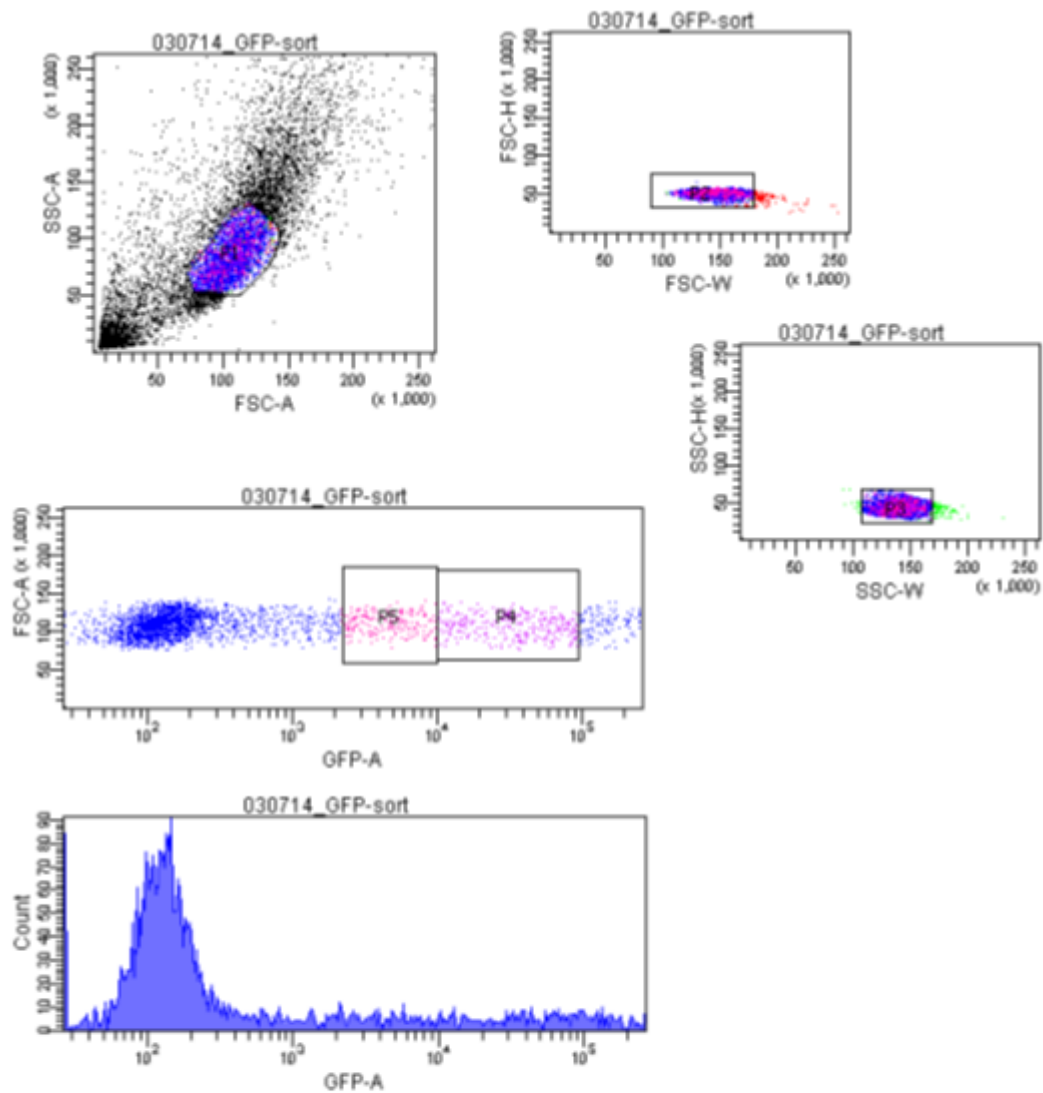 030714_GFP-sort
SSC-A (x 1,000)
50 100 150 200 250
50 100 150 200 250
FSC-A (x 1,000)
030714_GFP-sort
FSC-H (x 1,000)
50 100 150 200 250
50 100 150 200 250
FSC-W (x 1,000)
030714_GFP-sort
SSC-H (x 1,000)
50 100 150 200 250
P3
50 100 150 200 250
SSC-W (x 1,000)
030714_GFP-sort
FSC-A (x 1,000)
50 100 150 200 250
P5 P4
10² 10³ 10⁴ 10⁵
GFP-A
030714_GFP-sort
Count
0 10 20 30 40 50 60 70 80 90
10² 10³ 10⁴ 10⁵
GFP-A